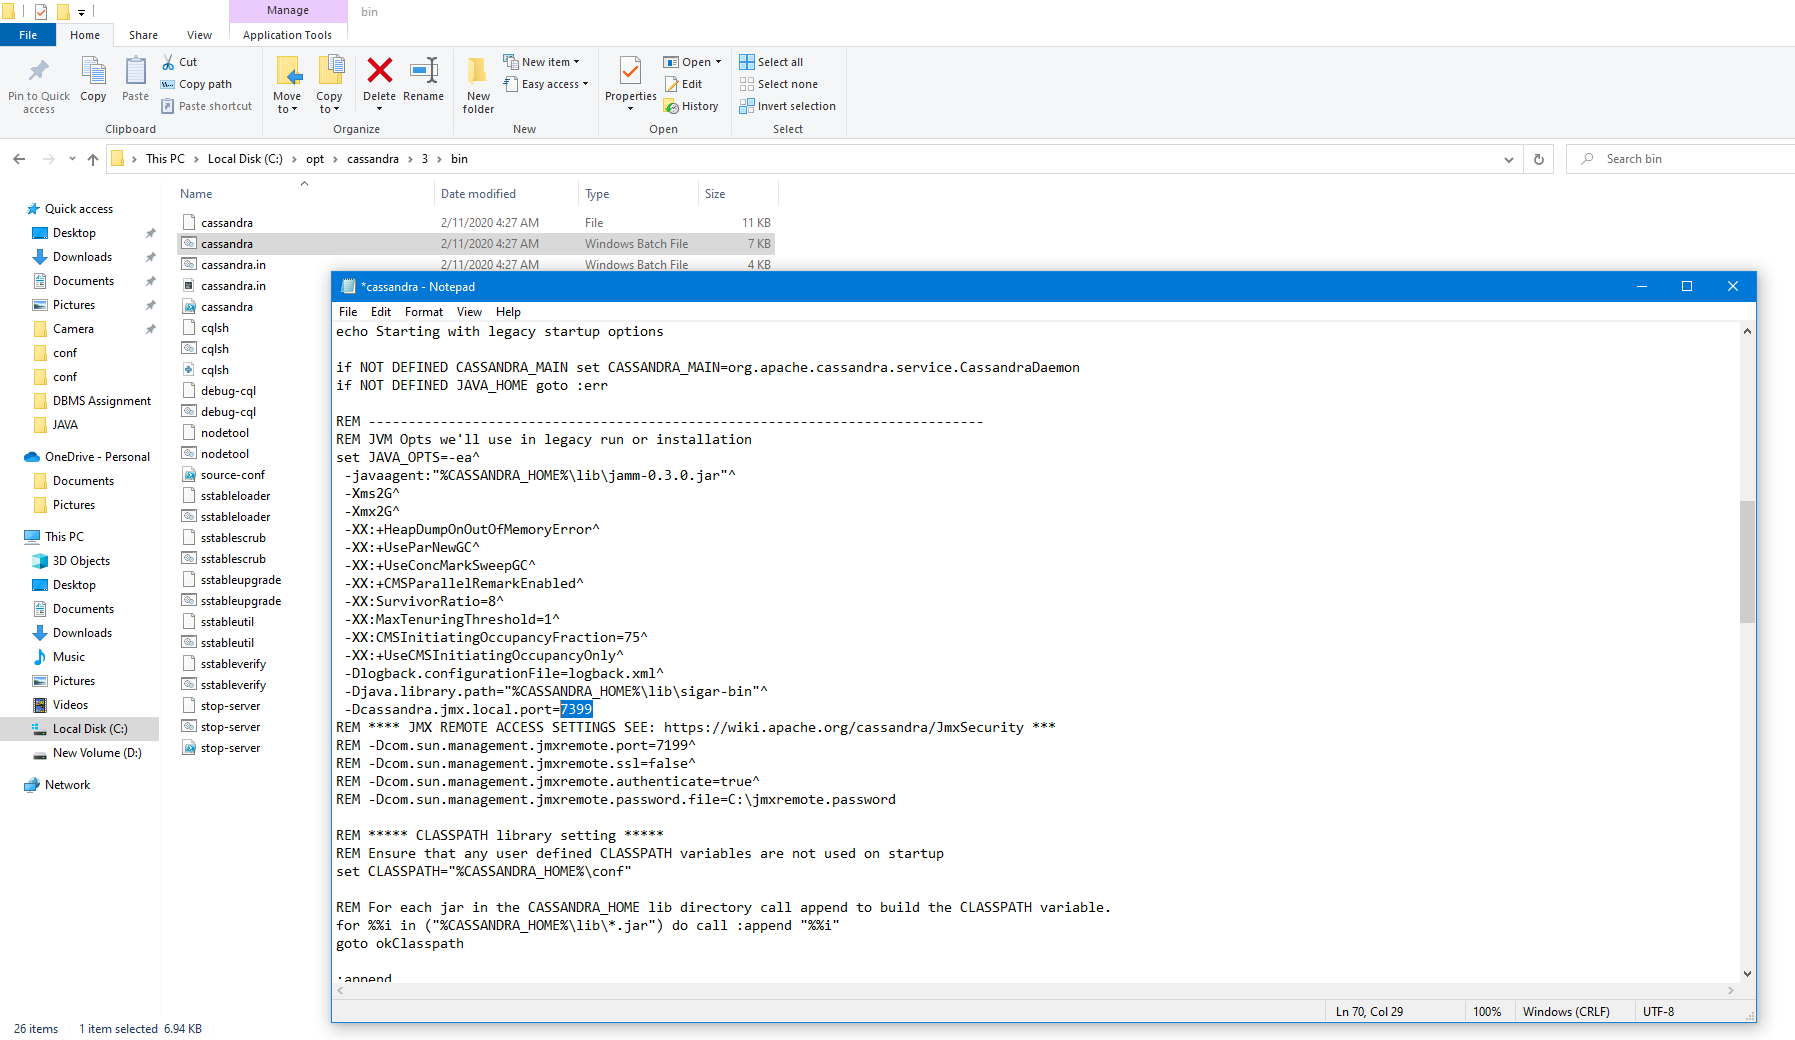 Manage
bin
File
Home
Share
View
Application Tools
Pin to Quick access
Copy
Paste
Cut
Copy path
Paste shortcut
Move to
Copy to
Delete
Rename
New folder
New item
Easy access
Properties
Open
Edit
History
Select all
Select none
Invert selection
Clipboard
Organize
New
Open
Select
This PC
Local Disk (C:)
opt
cassandra
3
bin
Search bin
Quick access
Desktop
Downloads
Documents
Pictures
Camera
conf
conf
DBMS Assignment
JAVA
OneDrive - Personal
Documents
Pictures
This PC
3D Objects
Desktop
Documents
Downloads
Music
Pictures
Videos
Local Disk (C:)
New Volume (D:)
Network
Name Date modified Type Size
cassandra 2/11/2020 4:27 AM File 11 KB
cassandra 2/11/2020 4:27 AM Windows Batch File 7 KB
cassandra.in 2/11/2020 4:27 AM Windows Batch File 4 KB
cassandra.in
cassandra
cqlsh
cqlsh
cqlsh
debug-cql
debug-cql
nodetool
nodetool
source-conf
sstableloader
sstableloader
sstablescrub
sstablescrub
sstableupgrade
sstableupgrade
sstableutil
sstableutil
sstableverify
sstableverify
stop-server
stop-server
stop-server
*cassandra - Notepad
File Edit Format View Help
echo Starting with legacy startup options
if NOT DEFINED CASSANDRA_MAIN set CASSANDRA_MAIN=org.apache.cassandra.service.CassandraDaemon
if NOT DEFINED JAVA_HOME goto :err
REM -----------------------------------------------------------------------------
REM JVM Opts we'll use in legacy run or installation
set JAVA_OPTS=-ea^
-javaagent:"%CASSANDRA_HOME%\lib\jamm-0.3.0.jar"^
-Xms2G^
-Xmx2G^
-XX:+HeapDumpOnOutOfMemoryError^
-XX:+UseParNewGC^
-XX:+UseConcMarkSweepGC^
-XX:+CMSParallelRemarkEnabled^
-XX:SurvivorRatio=8^
-XX:MaxTenuringThreshold=1^
-XX:CMSInitiatingOccupancyFraction=75^
-XX:+UseCMSInitiatingOccupancyOnly^
-Dlogback.configurationFile=logback.xml^
-Djava.library.path="%CASSANDRA_HOME%\lib\sigar-bin"^
-Dcassandra.jmx.local.port=7399
REM **** JMX REMOTE ACCESS SETTINGS SEE: https://wiki.apache.org/cassandra/JmxSecurity ***
REM -Dcom.sun.management.jmxremote.port=7199^
REM -Dcom.sun.management.jmxremote.ssl=false^
REM -Dcom.sun.management.jmxremote.authenticate=true^
REM -Dcom.sun.management.jmxremote.password.file=C:\jmxremote.password
REM ***** CLASSPATH library setting *****
REM Ensure that any user defined CLASSPATH variables are not used on startup
set CLASSPATH="%CASSANDRA_HOME%\conf"
REM For each jar in the CASSANDRA_HOME lib directory call append to build the CLASSPATH variable.
for %%i in ("%CASSANDRA_HOME%\lib\*.jar") do call :append "%%i"
goto okClasspath
:append
Ln 70, Col 29
100%
Windows (CRLF)
UTF-8
26 items
1 item selected 6.94 KB